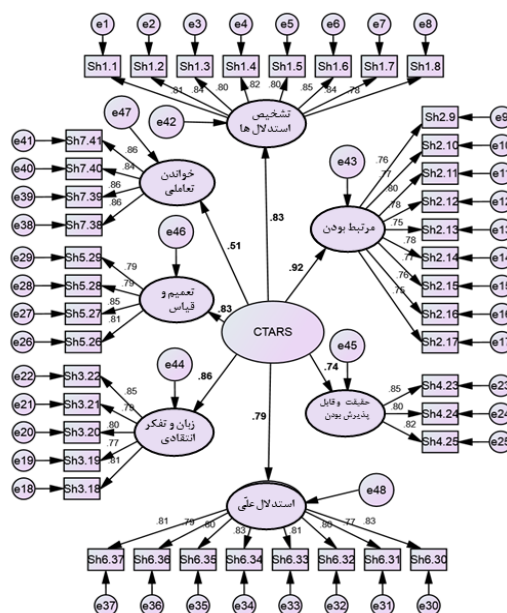 e1 e2 e3 e4 e5 e6 e7 e8
Sh1.1 Sh1.2 Sh1.3 Sh1.4 Sh1.5 Sh1.6 Sh1.7 Sh1.8
.81 .84 .80 .82 .80 .85 .84 .78
e42
تشخیص
استدلال ها
.83
e47
e41 Sh7.41 .86
e40 Sh7.40 .84
e39 Sh7.39 .86
e38 Sh7.38 .86
خواندن
تعاملی
.51
e43
مرتبط بودن
.92
Sh2.9 e9
.76
Sh2.10 e10
.77
Sh2.11 e11
.80
Sh2.12 e12
.78
Sh2.13 e13
.75
Sh2.14 e14
.78
Sh2.15 e15
.77
Sh2.16 e16
.76
Sh2.17 e17
.75
e46
e29 Sh5.29 .79
e28 Sh5.28 .79
e27 Sh5.27 .85
e26 Sh5.26 .81
تعمیم و
قیاس
.83
CTARS
e44
e22 Sh3.22 .85
e21 Sh3.21 .79
e20 Sh3.20 .80
e19 Sh3.19 .77
e18 Sh3.18 .81
زبان و تفکر
انتقادی
.86
e45
حقیقت و قابل
پذیرش بودن
.74
.85 Sh4.23 e23
.80 Sh4.24 e24
.82 Sh4.25 e25
.79
استدلال علّی
e48
.81 .79 .80 .83 .81 .80 .77 .83
Sh6.37 Sh6.36 Sh6.35 Sh6.34 Sh6.33 Sh6.32 Sh6.31 Sh6.30
e37 e36 e35 e34 e33 e32 e31 e30